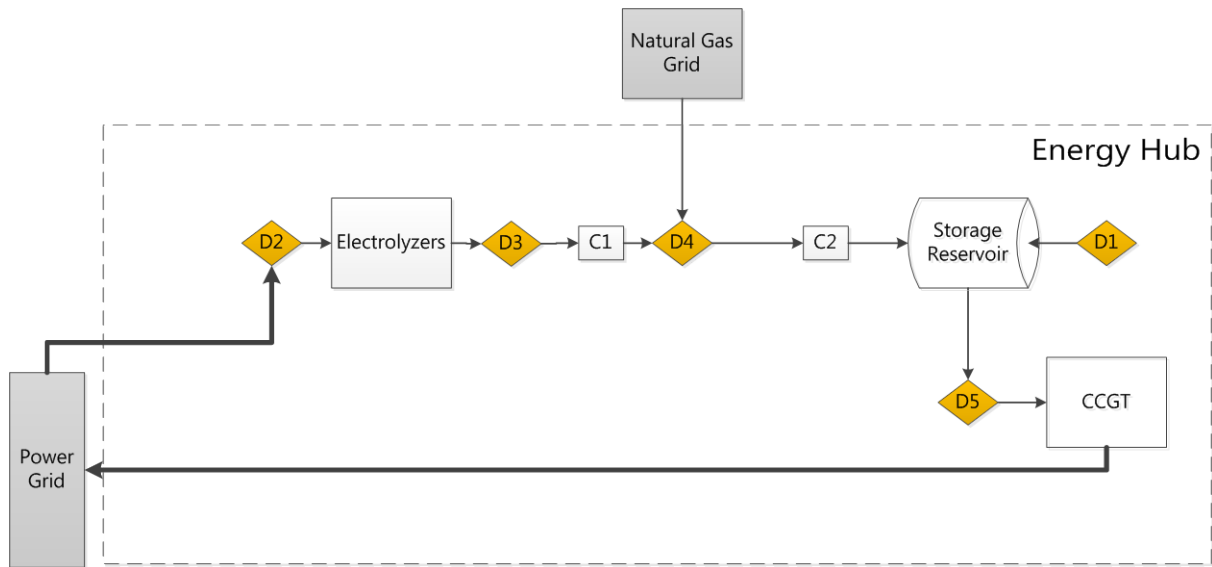 Natural Gas
Grid
Energy Hub
D2
Electrolyzers
D3
C1
D4
C2
Storage
Reservoir
D1
D5
CCGT
Power
Grid